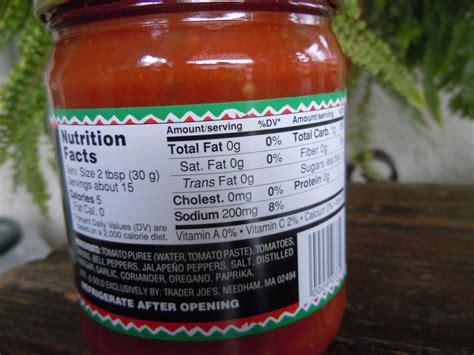 Nutrition
Facts
Serv. Size 2 tbsp (30 g)
Servings about 15
Calories 5
Fat Cal. 0
*Percent Daily Values (DV) are
based on a 2,000 calorie diet.
Amount/serving %DV*
Total Fat 0g 0%
Sat. Fat 0g 0%
Trans Fat 0g
Cholest. 0mg 0%
Sodium 200mg 8%
Amount/serving
Total Carb.
Fiber 0g
Sugars less
Protein 0g
Vitamin A 0% • Vitamin C 2% • Calcium
INGREDIENTS: TOMATO PUREE (WATER, TOMATO PASTE), TOMATOES,
BELL PEPPERS, JALAPEÑO PEPPERS, SALT, DISTILLED
GARLIC, CORIANDER, OREGANO, PAPRIKA.
& SOLD EXCLUSIVELY BY: TRADER JOE'S, NEEDHAM, MA 02494
REFRIGERATE AFTER OPENING